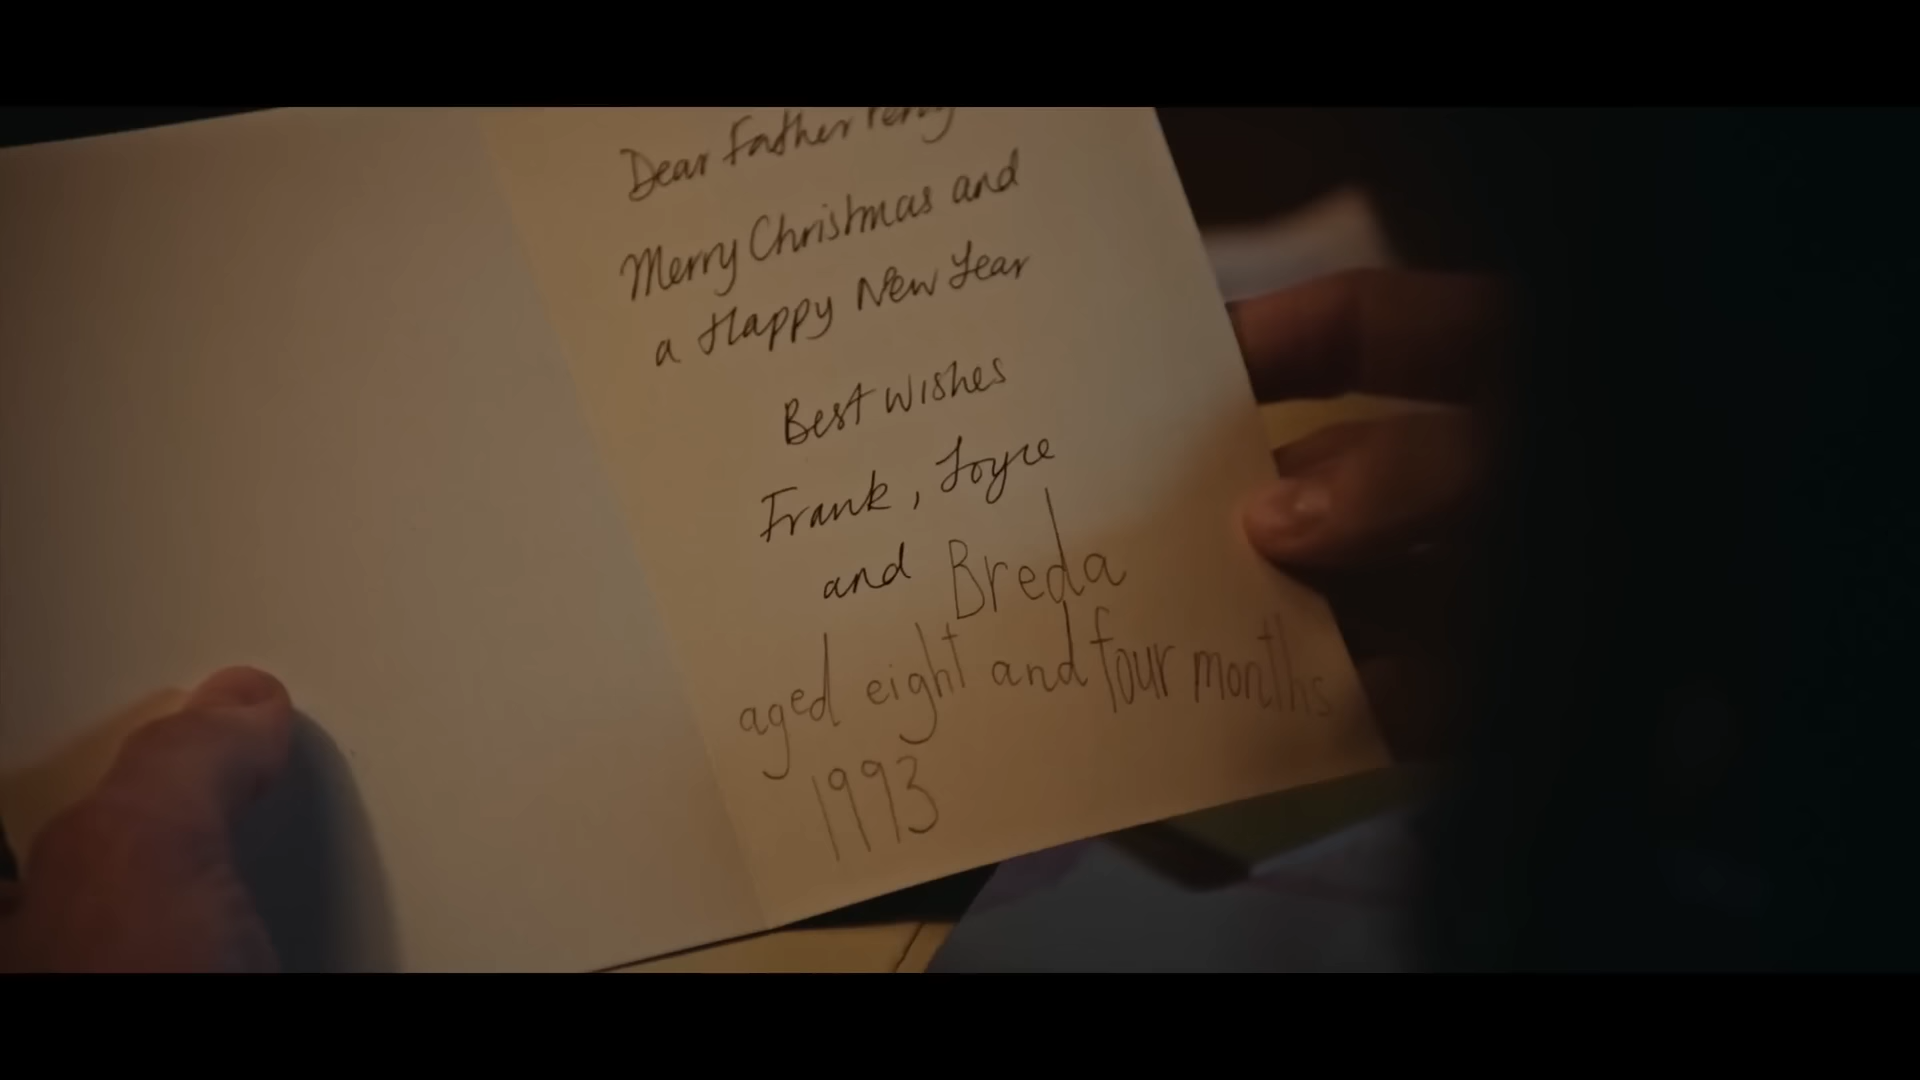 Dear Father Perry
Merry Christmas and
a Happy New Year
Best wishes
Frank, Joyce
and Breda
aged eight and four months
1993